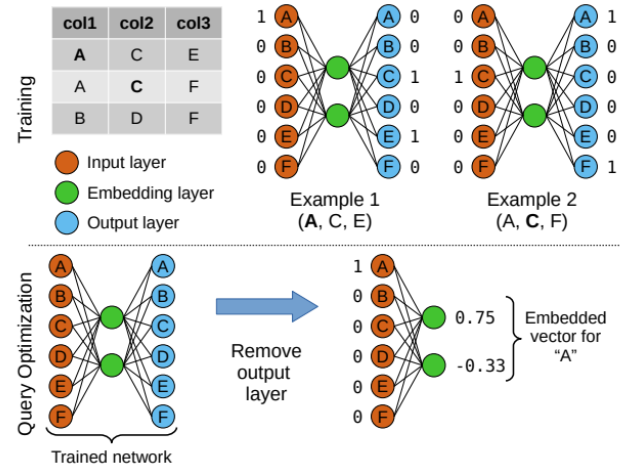 Training
col1 col2 col3
A C E
A C F
B D F
Input layer
Embedding layer
Output layer
1 A A 0
0 B B 0
0 C C 1
0 D D 0
0 E E 1
0 F F 0
Example 1
(A, C, E)
0 A A 1
0 B B 0
1 C C 0
0 D D 0
0 E E 0
0 F F 1
Example 2
(A, C, F)
Query Optimization
A A
B B
C C
D D
E E
F F
Trained network
Remove
output
layer
1 A
0 B
0 C
0 D
0 E
0 F
0.75
-0.33
Embedded
vector for
“A”